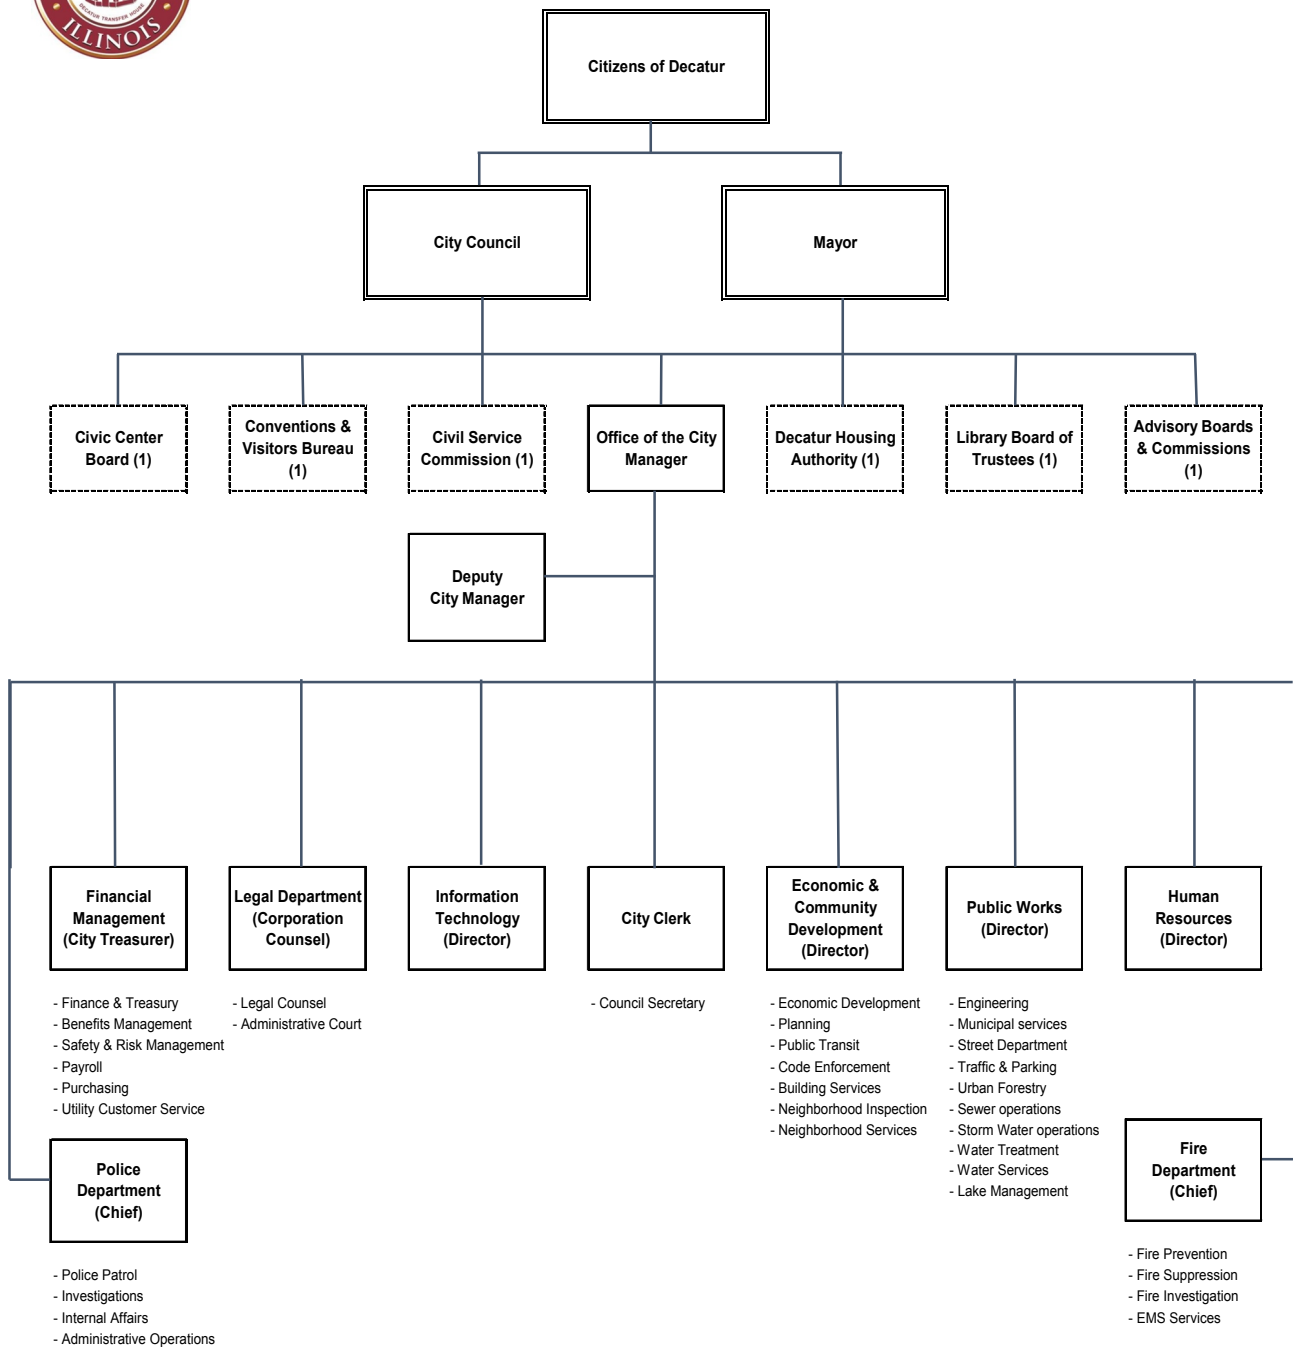 DECATUR TRANSFER HOUSE
ILLINOIS
Citizens of Decatur
City Council
Mayor
Civic Center
Board (1)
Conventions &
Visitors Bureau
(1)
Civil Service
Commission (1)
Office of the City
Manager
Decatur Housing
Authority (1)
Library Board of
Trustees (1)
Advisory Boards
& Commissions
(1)
Deputy
City Manager
Financial
Management
(City Treasurer)
Legal Department
(Corporation
Counsel)
Information
Technology
(Director)
City Clerk
Economic &
Community
Development
(Director)
Public Works
(Director)
Human
Resources
(Director)
- Finance & Treasury
- Benefits Management
- Safety & Risk Management
- Payroll
- Purchasing
- Utility Customer Service
- Legal Counsel
- Administrative Court
- Council Secretary
- Economic Development
- Planning
- Public Transit
- Code Enforcement
- Building Services
- Neighborhood Inspection
- Neighborhood Services
- Engineering
- Municipal services
- Street Department
- Traffic & Parking
- Urban Forestry
- Sewer operations
- Storm Water operations
- Water Treatment
- Water Services
- Lake Management
Police
Department
(Chief)
- Police Patrol
- Investigations
- Internal Affairs
- Administrative Operations
Fire
Department
(Chief)
- Fire Prevention
- Fire Suppression
- Fire Investigation
- EMS Services